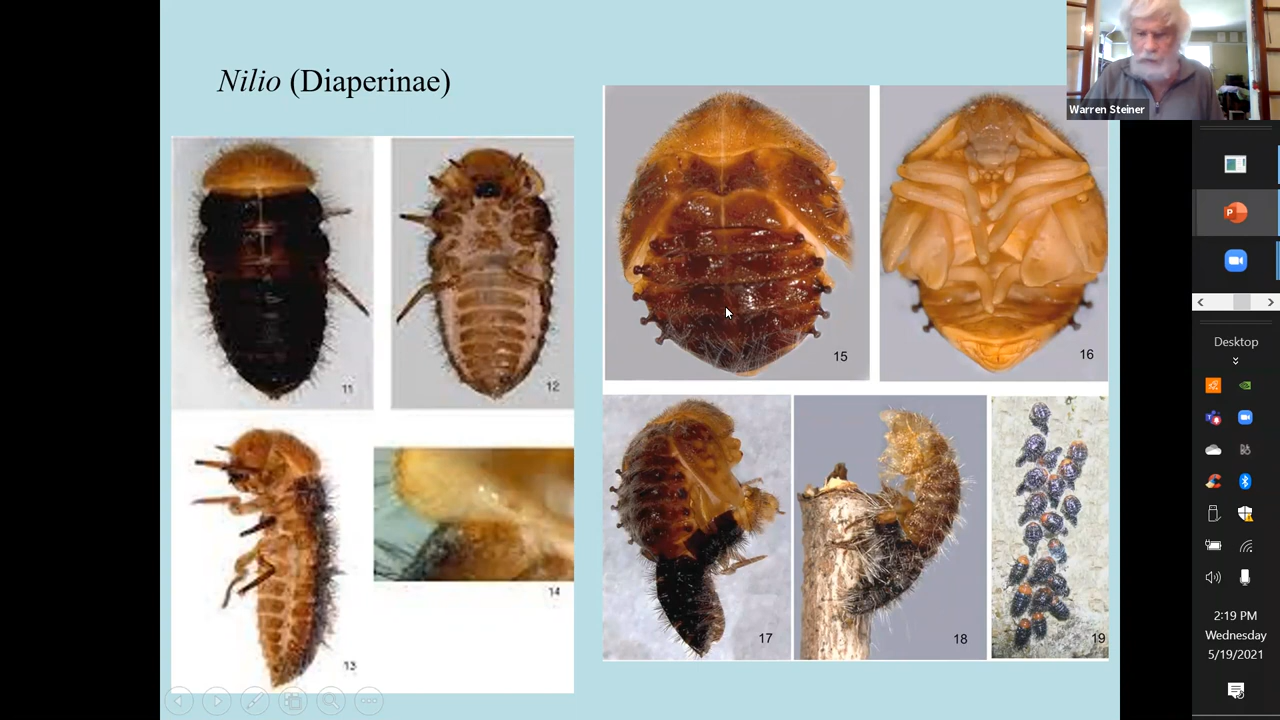 Nilio (Diaperinae)
Warren Steiner
11
12
15
16
14
13
17
18
19
Desktop
2:19 PM
Wednesday
5/19/2021